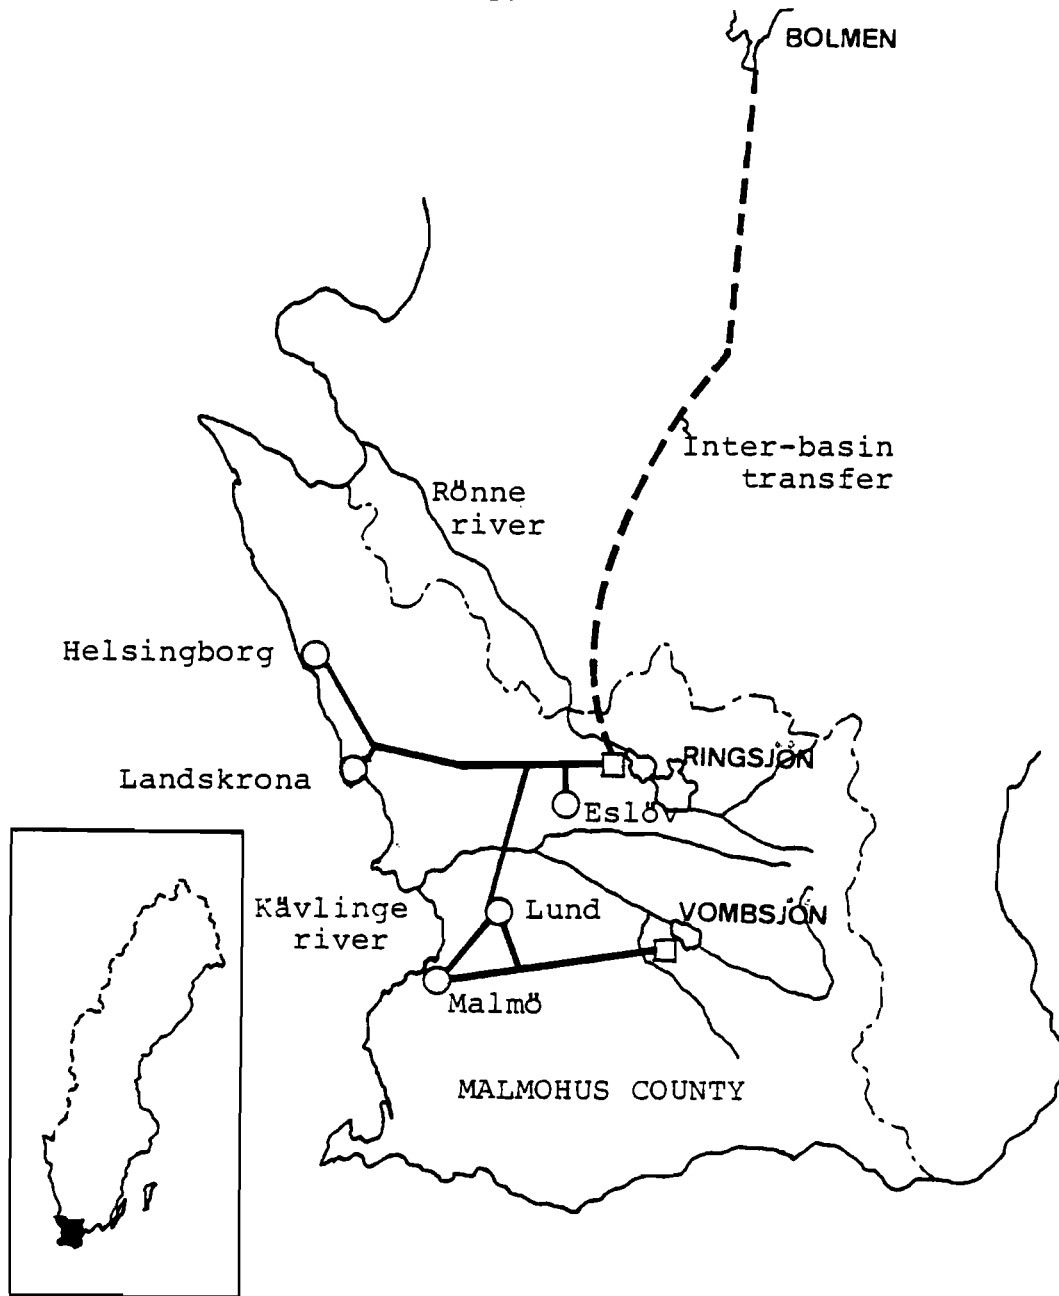 BOLMEN
Inter-basin
transfer
Rönne
river
Helsingborg
RINGSJÖN
Landskrona
Eslöv
Kävlinge
river
Lund
VOMBSJÖN
Malmö
MALMOHUS COUNTY